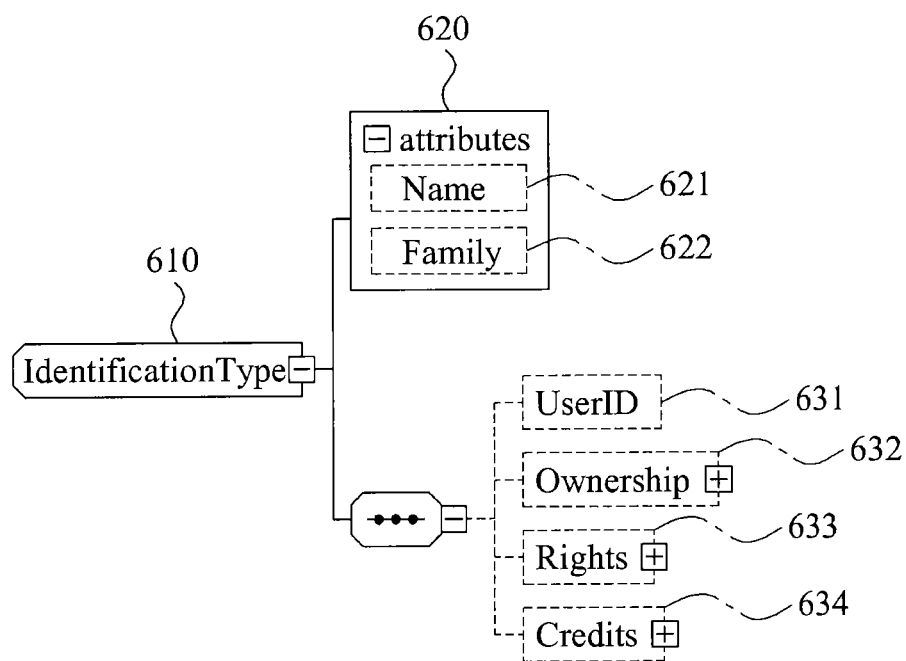 620
attributes
Name
621
Family
622
610
IdentificationType
UserID
631
Ownership
632
Rights
633
Credits
634